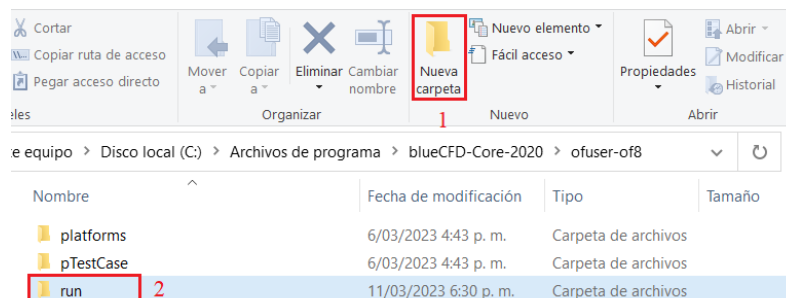 Cortar
Copiar ruta de acceso
Pegar acceso directo
Mover a
Copiar a
Eliminar
Cambiar nombre
Nueva carpeta
Nuevo elemento
Fácil acceso
Propiedades
Abrir
Modificar
Historial
eles
Organizar
1
Nuevo
Abrir
te equipo > Disco local (C:) > Archivos de programa > blueCFD-Core-2020 > ofuser-of8
Nombre Fecha de modificación Tipo Tamaño
platforms 6/03/2023 4:43 p. m. Carpeta de archivos
pTestCase 6/03/2023 4:43 p. m. Carpeta de archivos
run 2 11/03/2023 6:30 p. m. Carpeta de archivos